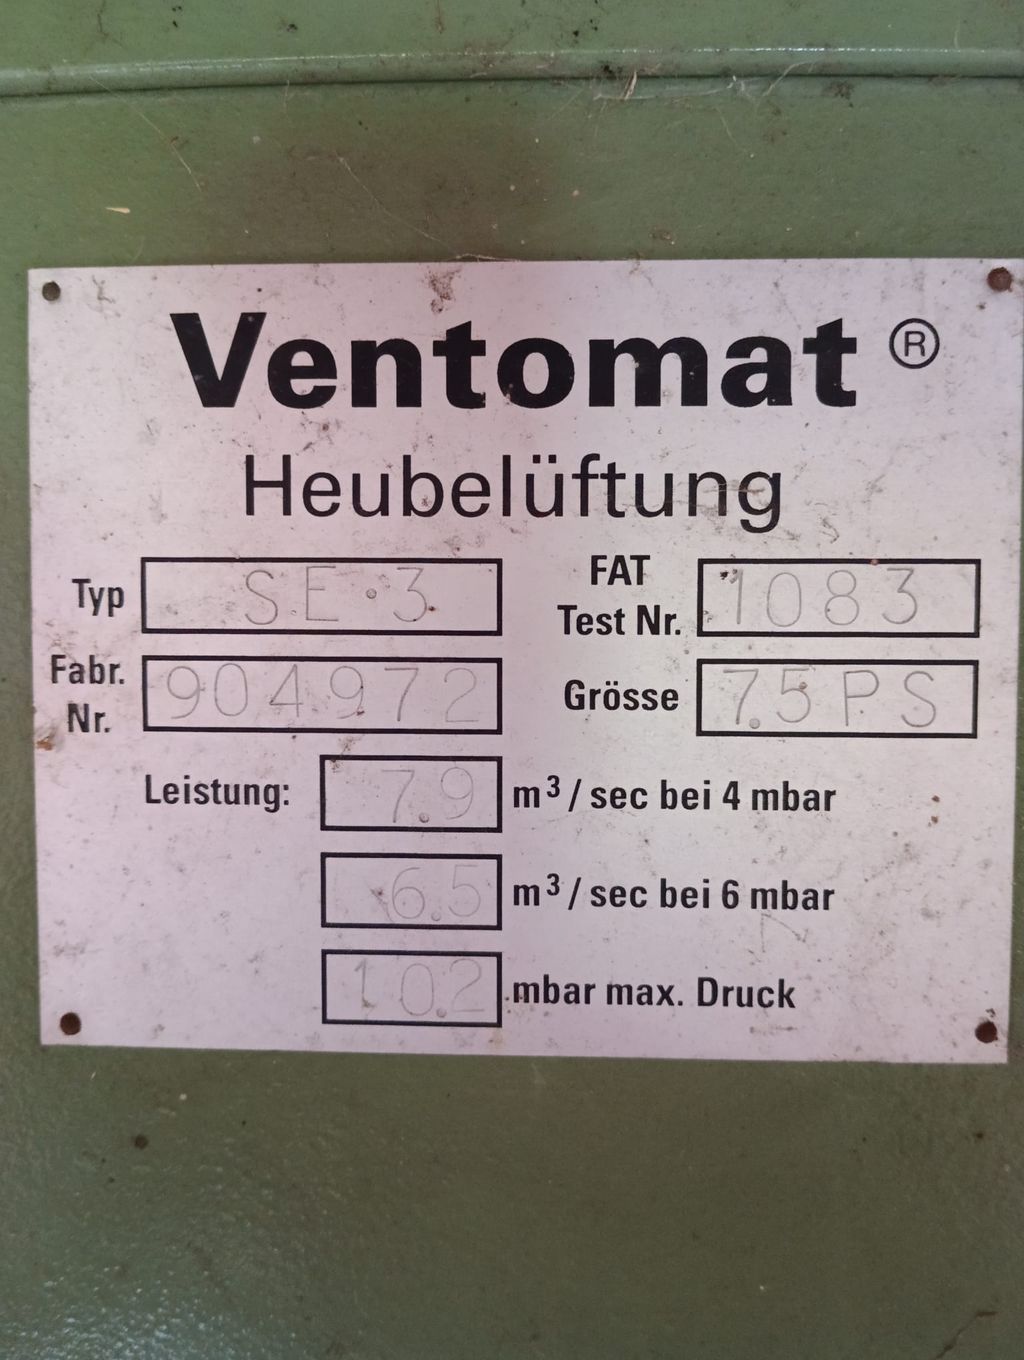 Ventomat ®
Heubelüftung
Typ SE·3 FAT Test Nr. 1083
Fabr. Nr. 904972 Grösse 7.5 PS
Leistung: 7.9 m³/sec bei 4 mbar
6.5 m³/sec bei 6 mbar
10.2 mbar max. Druck